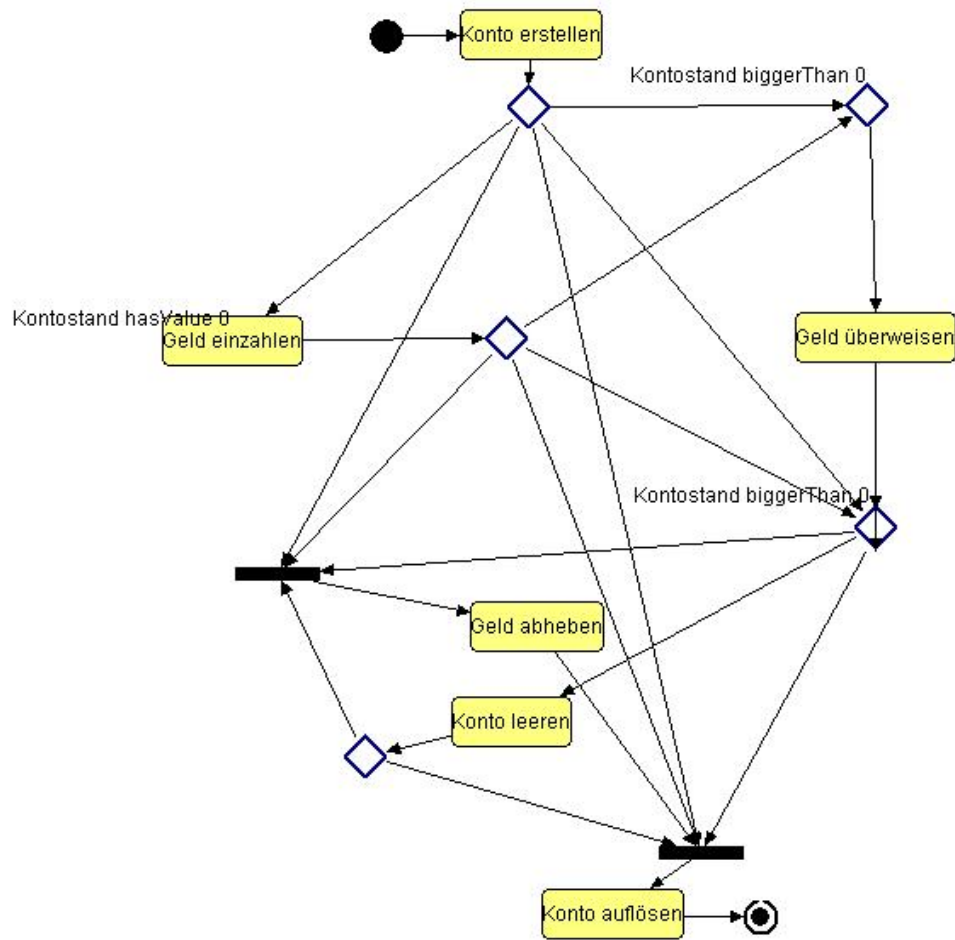 Konto erstellen
Kontostand biggerThan 0
Kontostand hasValue 0
Geld einzahlen
Geld überweisen
Kontostand biggerThan 0
Geld abheben
Konto leeren
Konto auflösen